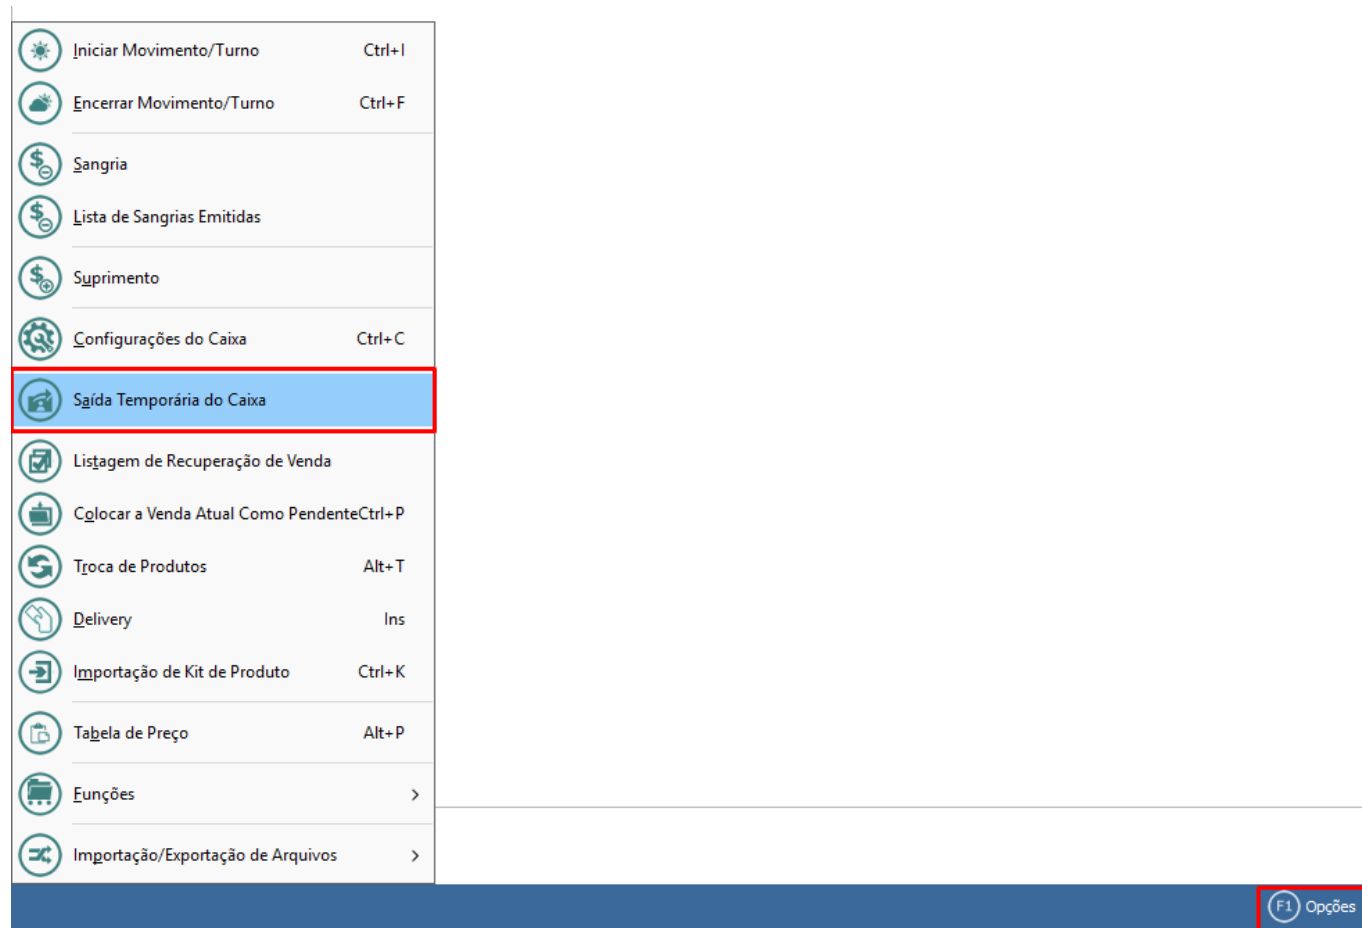 Iniciar Movimento/Turno Ctrl+I
Encerrar Movimento/Turno Ctrl+F
Sangria
Lista de Sangrias Emitidas
Suprimento
Configurações do Caixa Ctrl+C
Saída Temporária do Caixa
Listagem de Recuperação de Venda
Colocar a Venda Atual Como PendenteCtrl+P
Troca de Produtos Alt+T
Delivery Ins
Importação de Kit de Produto Ctrl+K
Tabela de Preço Alt+P
Funções >
Importação/Exportação de Arquivos >
F1 Opções